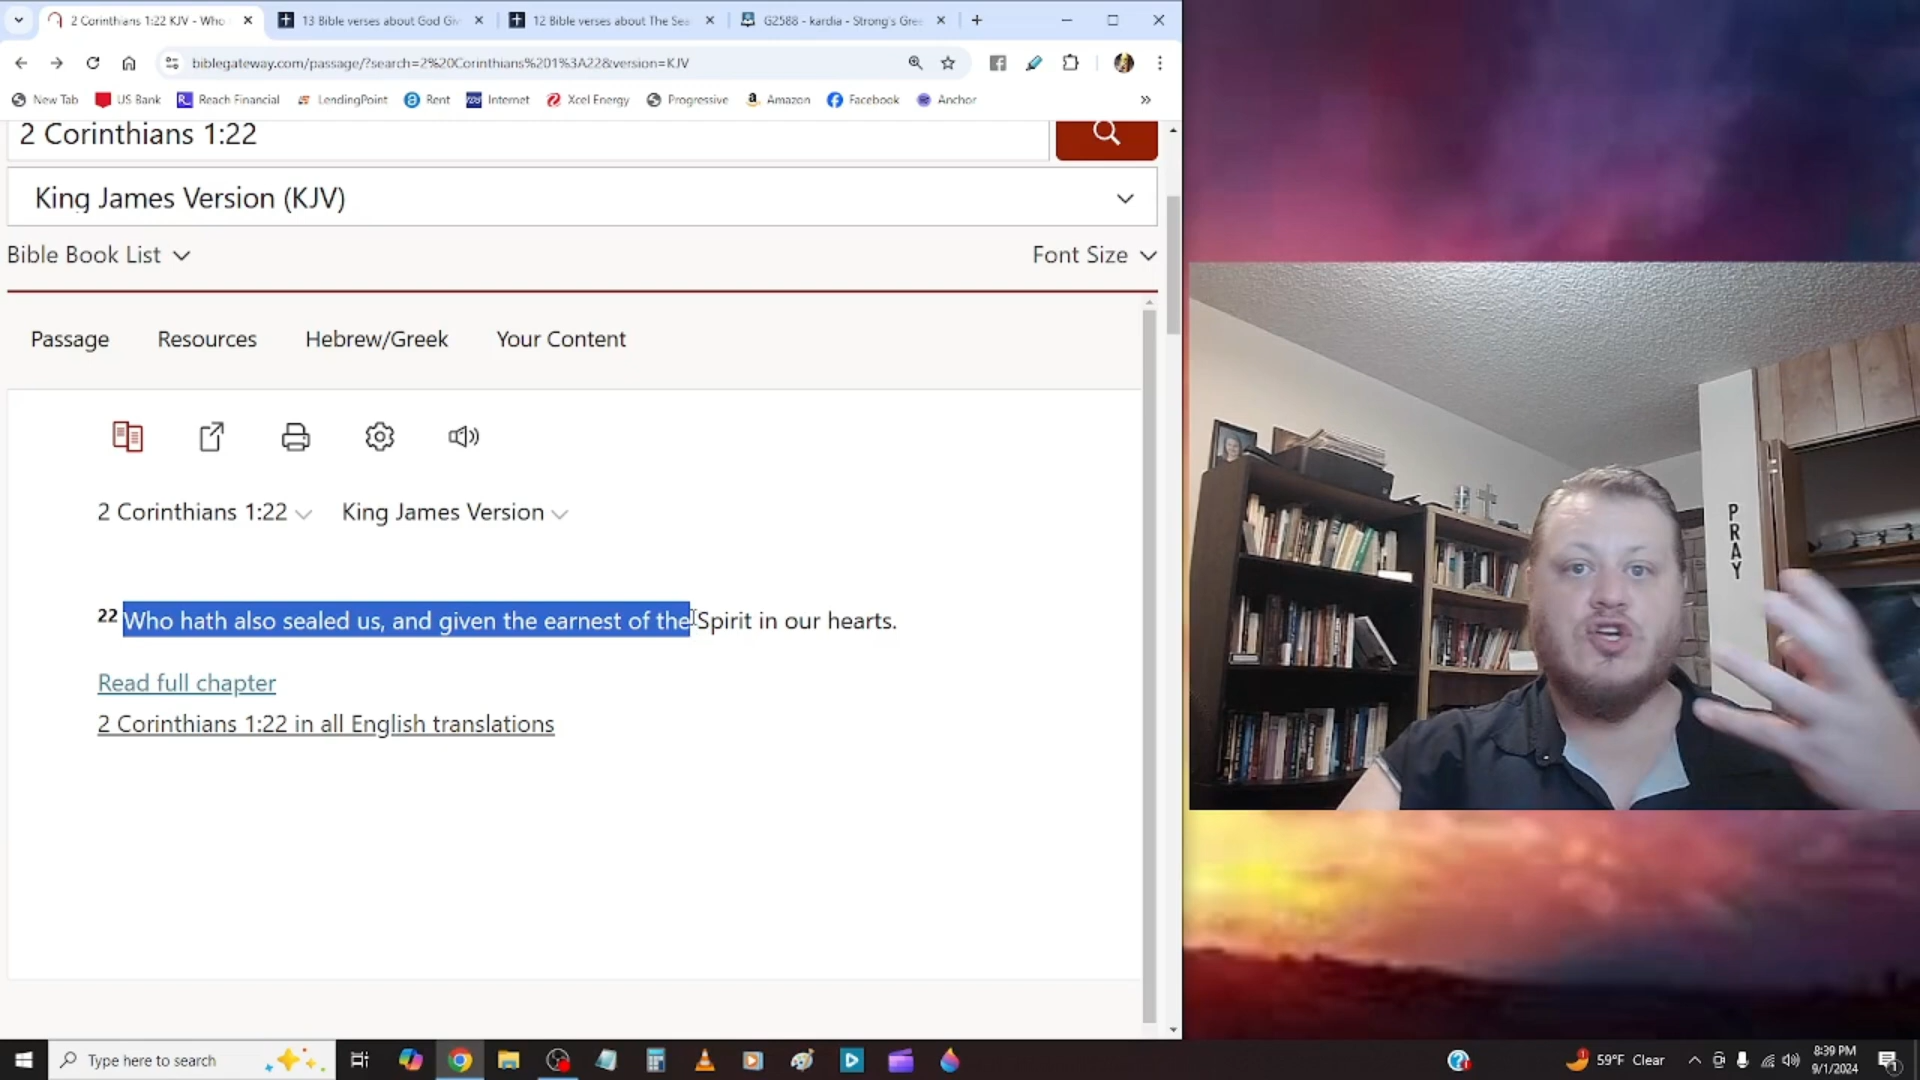 2 Corinthians 1:22 KJV - Who
13 Bible verses about God Giv
12 Bible verses about The Sea
G2588 - kardia - Strong's Gree
biblegateway.com/passage/?search=2%20Corinthians%201%3A22&version=KJV
New Tab
US Bank
Reach Financial
LendingPoint
Rent
Internet
Xcel Energy
Progressive
Amazon
Facebook
Anchor
2 Corinthians 1:22
King James Version (KJV)
Bible Book List
Font Size
Passage
Resources
Hebrew/Greek
Your Content
2 Corinthians 1:22
King James Version
22 Who hath also sealed us, and given the earnest of the Spirit in our hearts.
Read full chapter
2 Corinthians 1:22 in all English translations
PRAY
Type here to search
59°F Clear
8:39 PM
9/1/2024